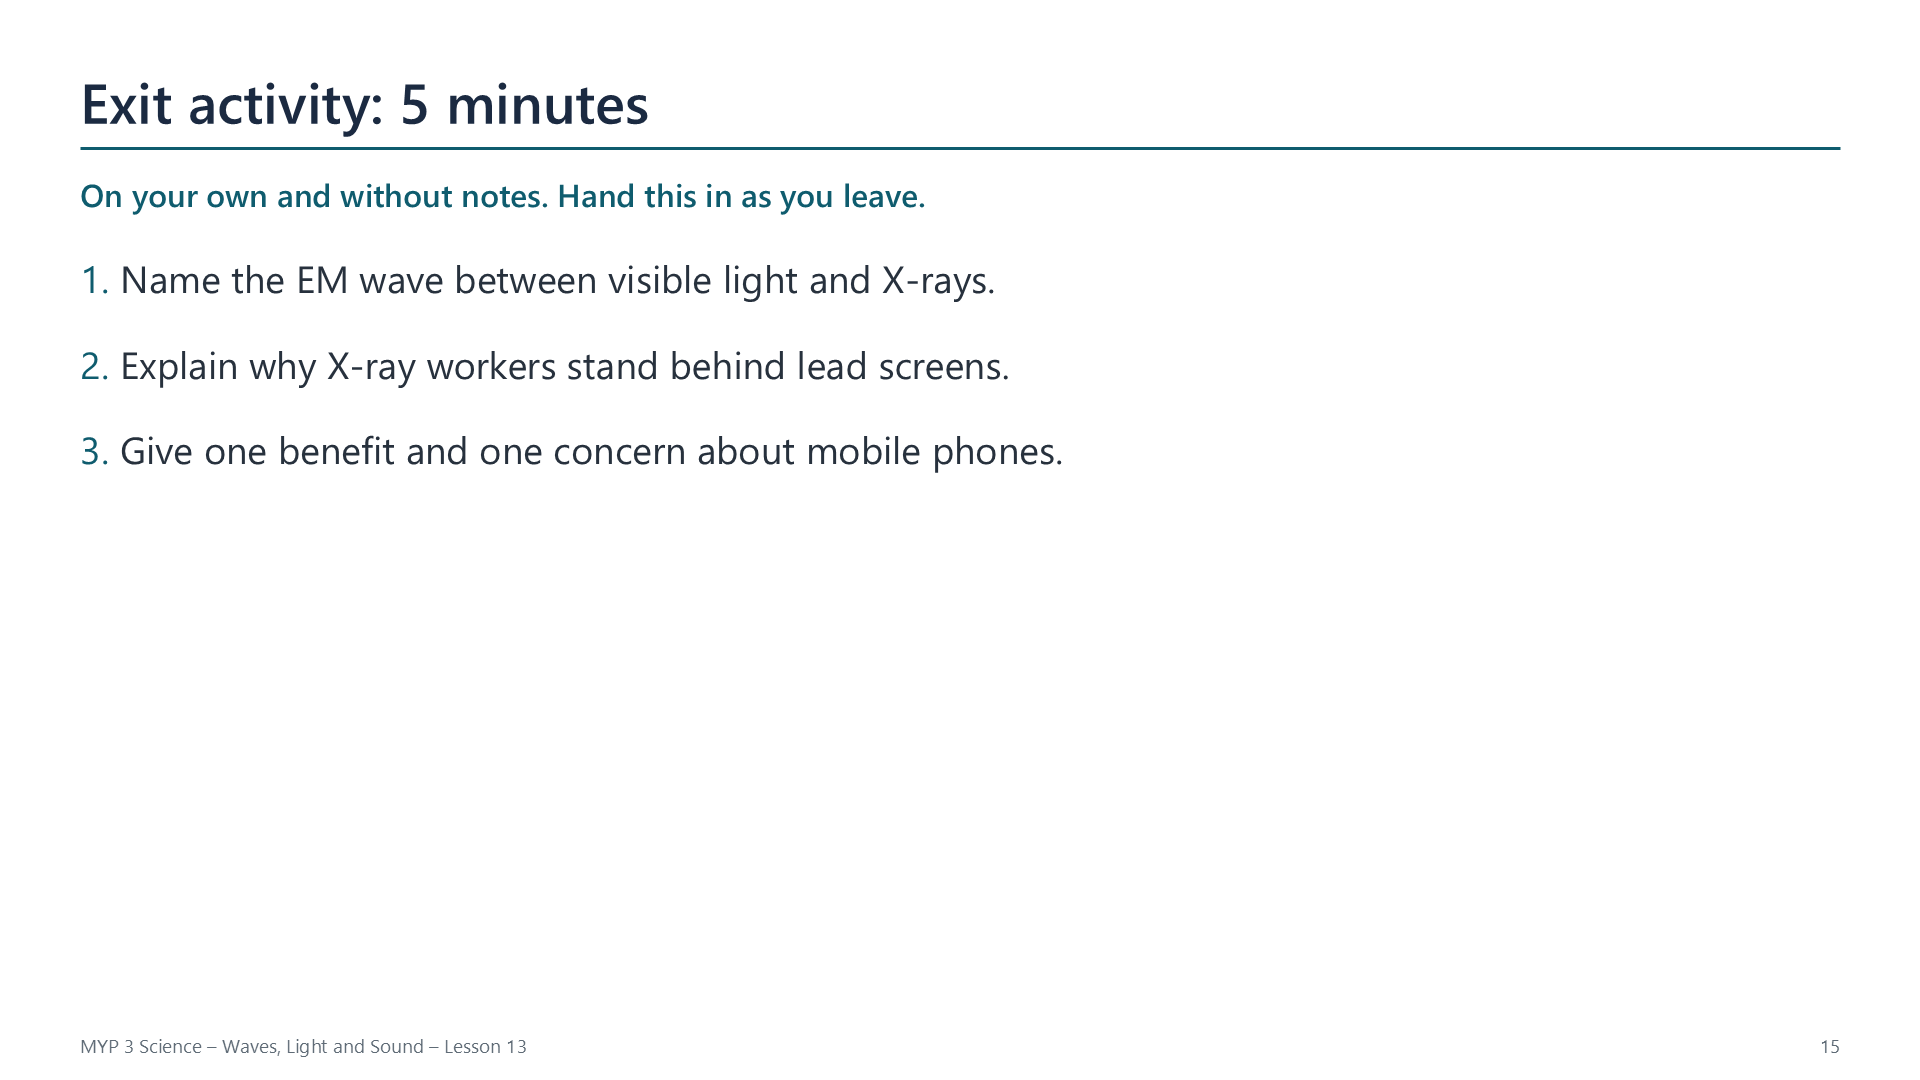 Exit activity: 5 minutes
On your own and without notes. Hand this in as you leave.
1. Name the EM wave between visible light and X-rays.
2. Explain why X-ray workers stand behind lead screens.
3. Give one benefit and one concern about mobile phones.
MYP 3 Science – Waves, Light and Sound – Lesson 13
15